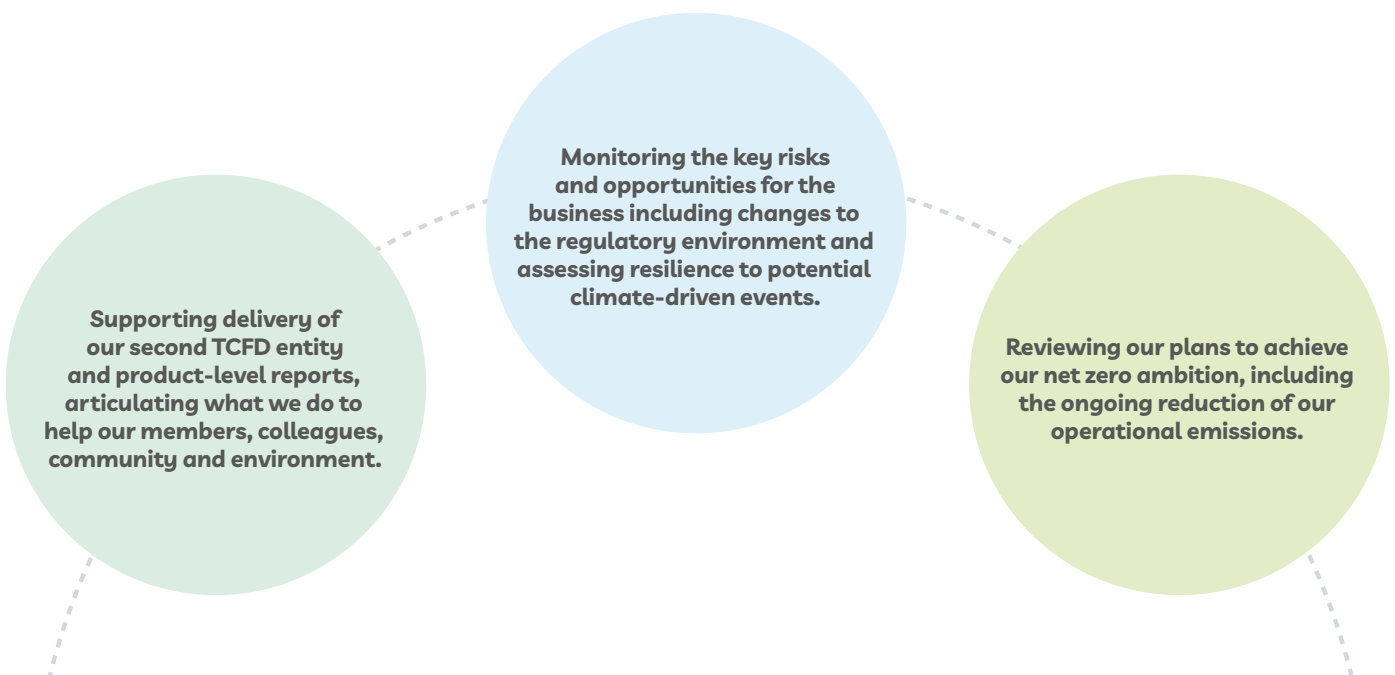 Supporting delivery of
our second TCFD entity
and product-level reports,
articulating what we do to
help our members, colleagues,
community and environment.
Monitoring the key risks
and opportunities for the
business including changes to
the regulatory environment and
assessing resilience to potential
climate-driven events.
Reviewing our plans to achieve
our net zero ambition, including
the ongoing reduction of our
operational emissions.